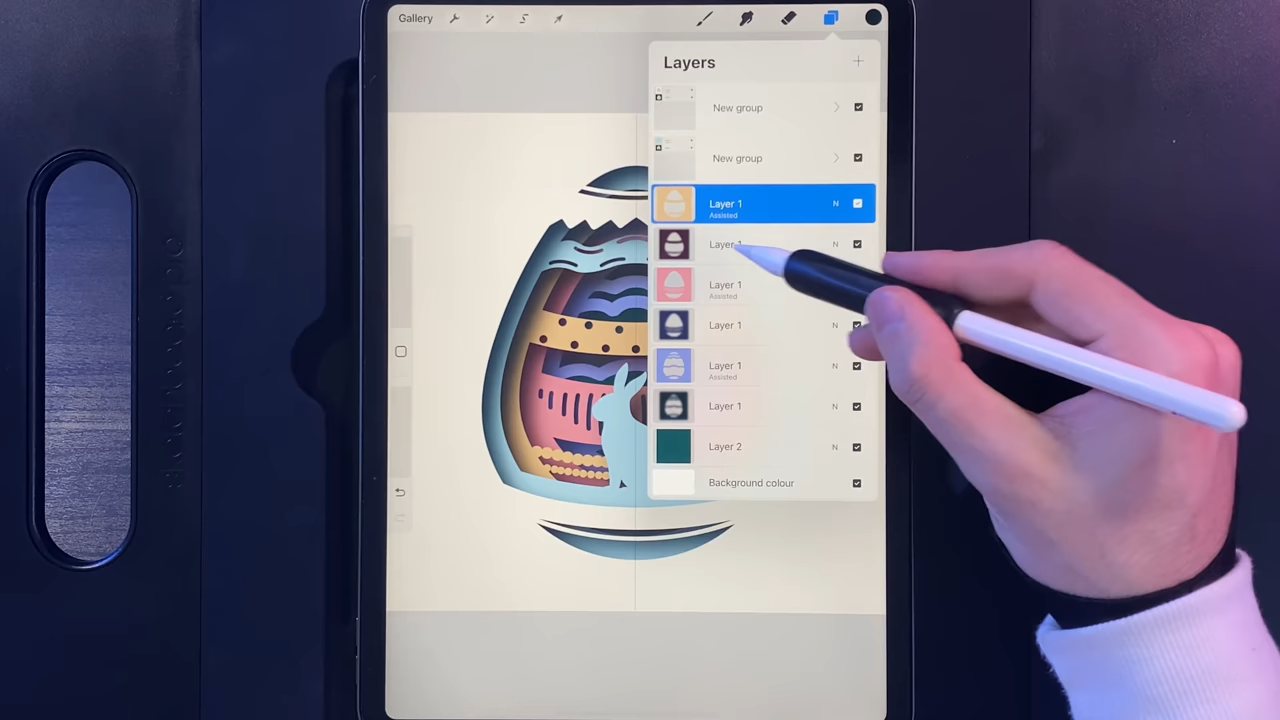 Gallery
Layers
New group
New group
Layer 1
N
Assisted
Layer 1
N
Layer 1
Assisted
Layer 1
N
Layer 1
N
Assisted
Layer 1
N
Layer 2
N
Background colour